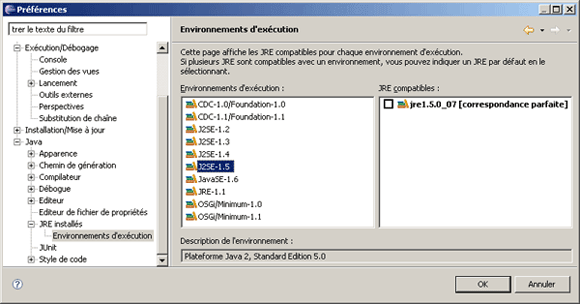 Préférences
trer le texte du filtre
Exécution/Débogage
Console
Gestion des vues
Lancement
Outils externes
Perspectives
Substitution de chaîne
Installation/Mise à jour
Java
Apparence
Chemin de génération
Compilateur
Débogue
Editeur
Editeur de fichier de propriétés
JRE installés
Environnements d'exécution
JUnit
Style de code
Environnements d'exécution
Cette page affiche les JRE compatibles pour chaque environnement d'exécution.
Si plusieurs JRE sont compatibles avec un environnement, vous pouvez indiquer un JRE par défaut en le
sélectionnant.
Environnements d'exécution :
CDC-1.0/Foundation-1.0
CDC-1.1/Foundation-1.1
J2SE-1.2
J2SE-1.3
J2SE-1.4
J2SE-1.5
JavaSE-1.6
JRE-1.1
OSGi/Minimum-1.0
OSGi/Minimum-1.1
JRE compatibles :
jre1.5.0_07 [correspondance parfaite]
Description de l'environnement :
Plateforme Java 2, Standard Edition 5.0
OK
Annuler